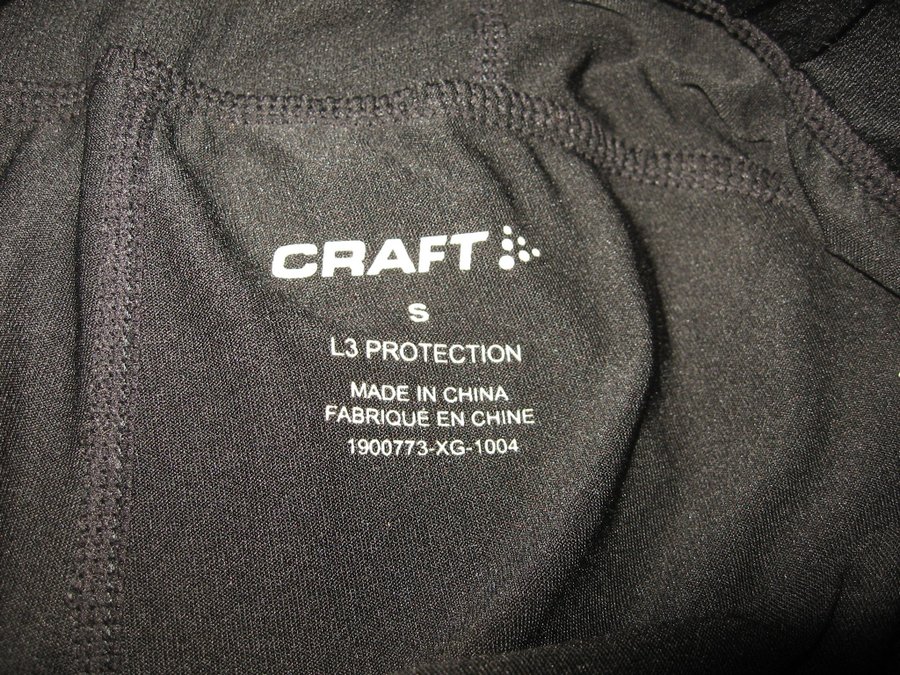 CRAFT
S
L3 PROTECTION
MADE IN CHINA
FABRIQUÉ EN CHINE
1900773-XG-1004